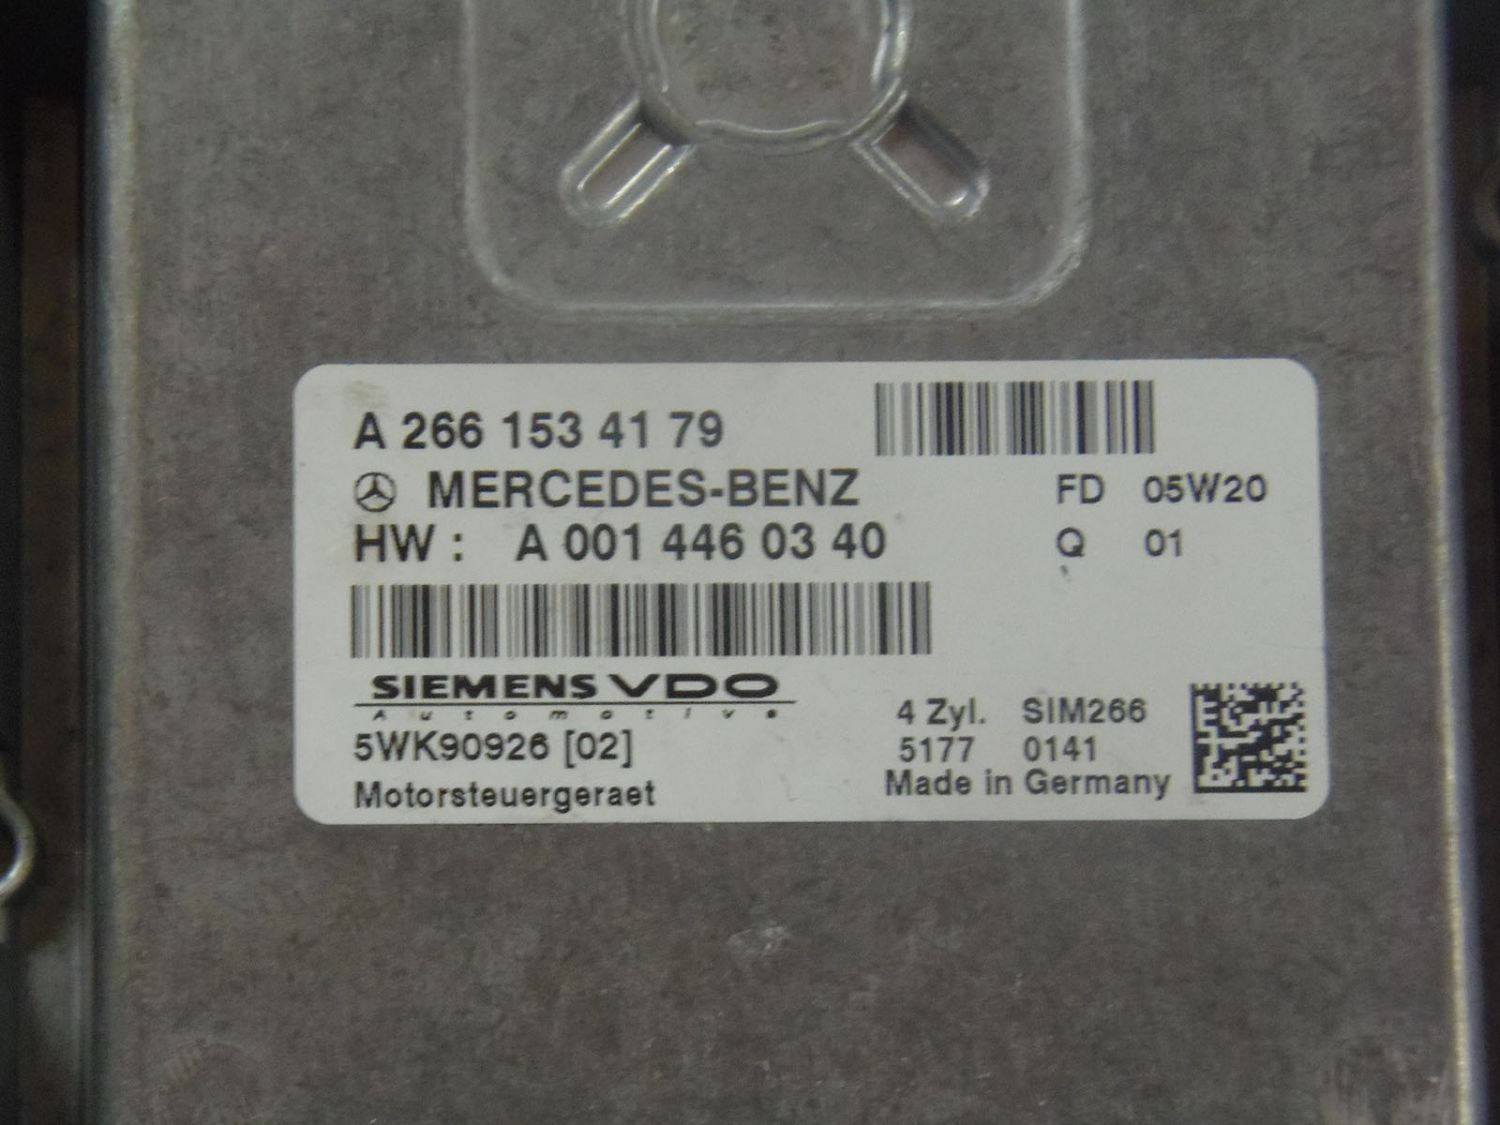 A 266 153 41 79
MERCEDES-BENZ FD 05W20
HW : A 001 446 03 40 Q 01
SIEMENS VDO
Automotive
4 Zyl. SIM266
5WK90926 [02] 5177 0141
Motorsteuergeraet Made in Germany